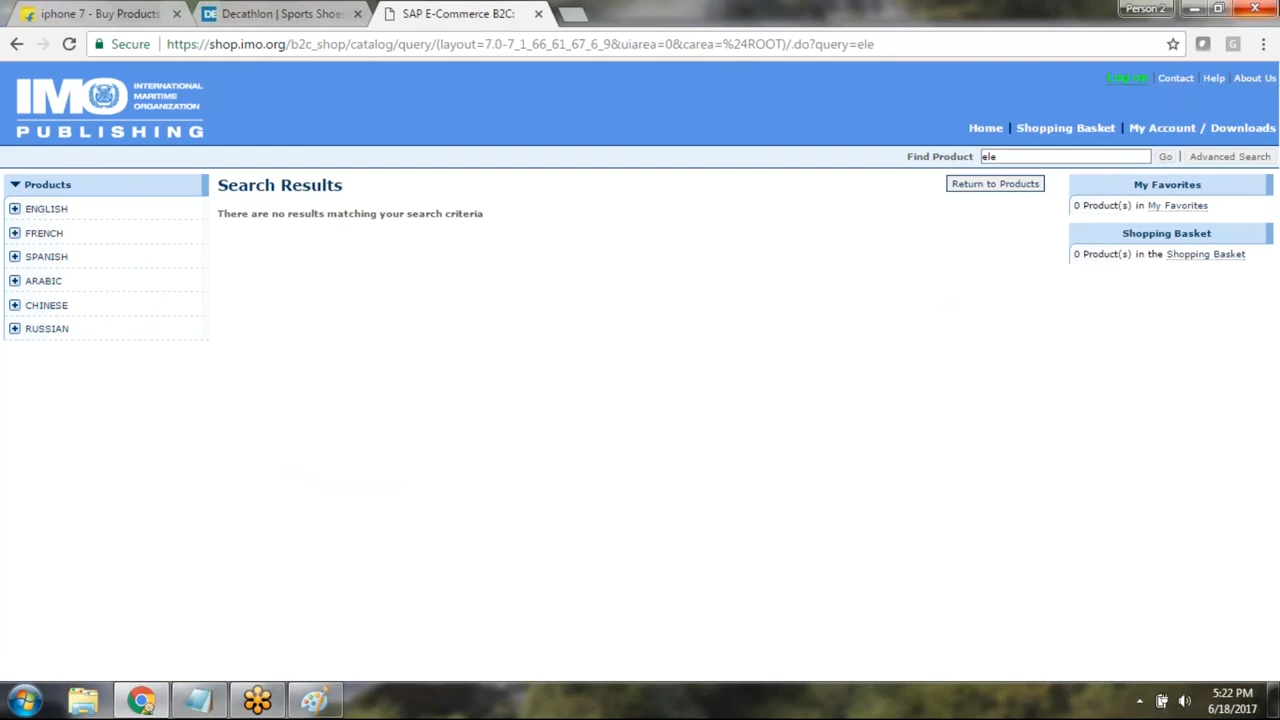 iphone 7 - Buy Products
DE Decathlon | Sports Shoes
SAP E-Commerce B2C:
Person 2
Secure
https://shop.imo.org/b2c_shop/catalog/query/(layout=7.0-7_1_66_61_67_6_9&uiarea=0&carea=%24ROOT)/.do?query=ele
G
IMO
INTERNATIONAL
MARITIME
ORGANIZATION
PUBLISHING
Log on | Contact | Help | About Us
Home | Shopping Basket | My Account / Downloads
Find Product ele Go | Advanced Search
Products
ENGLISH
FRENCH
SPANISH
ARABIC
CHINESE
RUSSIAN
Search Results
Return to Products
There are no results matching your search criteria
My Favorites
0 Product(s) in My Favorites
Shopping Basket
0 Product(s) in the Shopping Basket
5:22 PM
6/18/2017